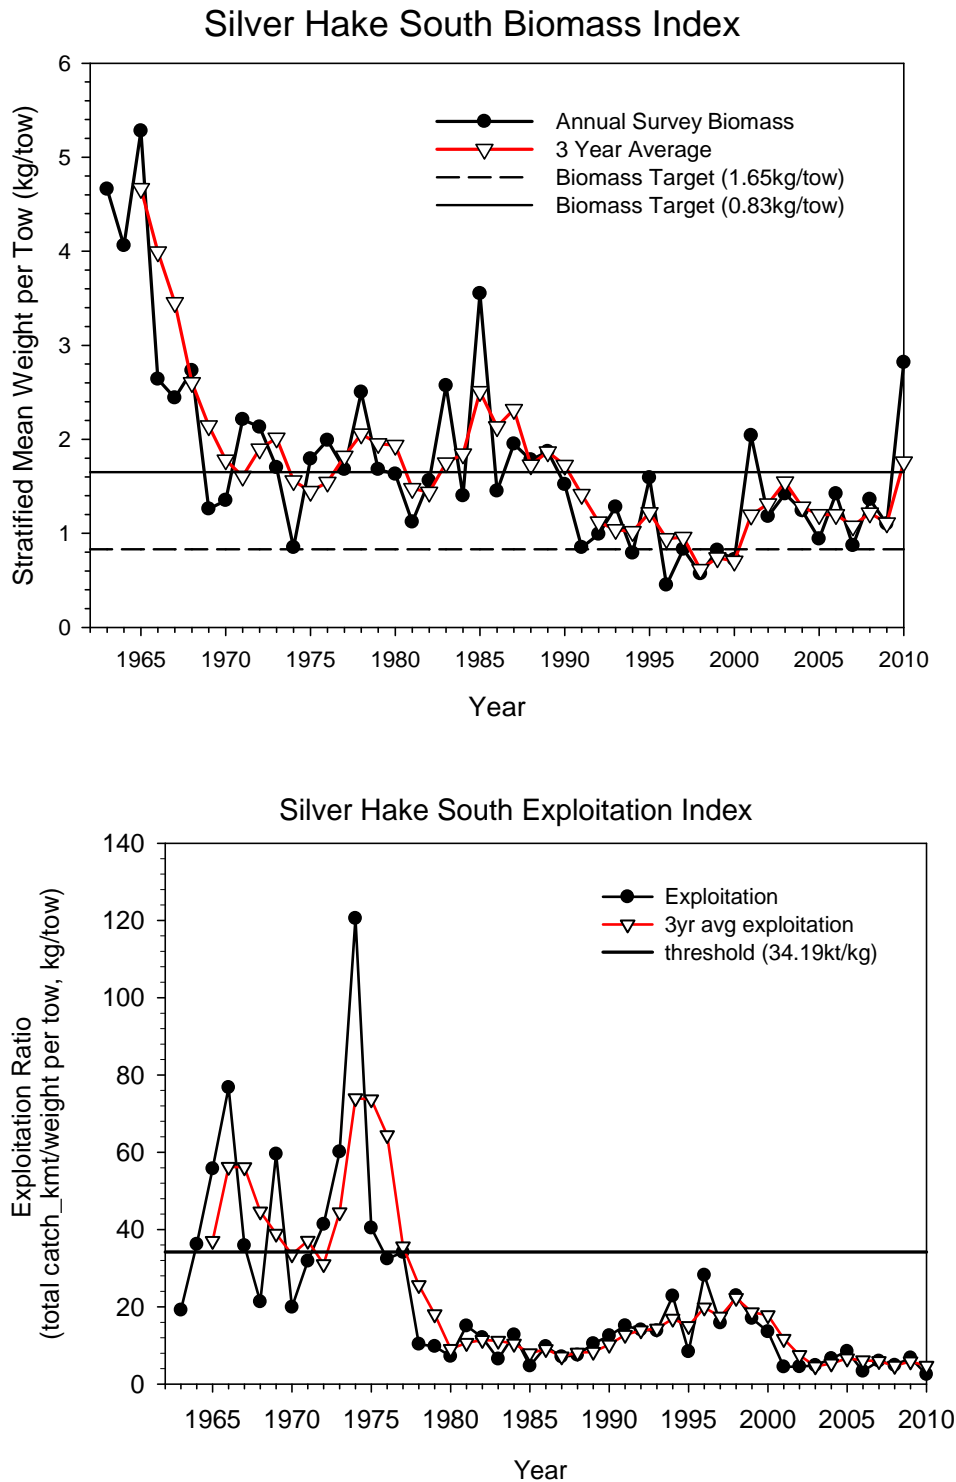 Silver Hake South Biomass Index
6
5
4
3
2
1
0
Stratified Mean Weight per Tow (kg/tow)
Annual Survey Biomass
3 Year Average
Biomass Target (1.65kg/tow)
Biomass Target (0.83kg/tow)
1965 1970 1975 1980 1985 1990 1995 2000 2005 2010
Year
Silver Hake South Exploitation Index
140
120
100
80
60
40
20
0
Exploitation Ratio
(total catch_kmt/weight per tow, kg/tow)
Exploitation
3yr avg exploitation
threshold (34.19kt/kg)
1965 1970 1975 1980 1985 1990 1995 2000 2005 2010
Year